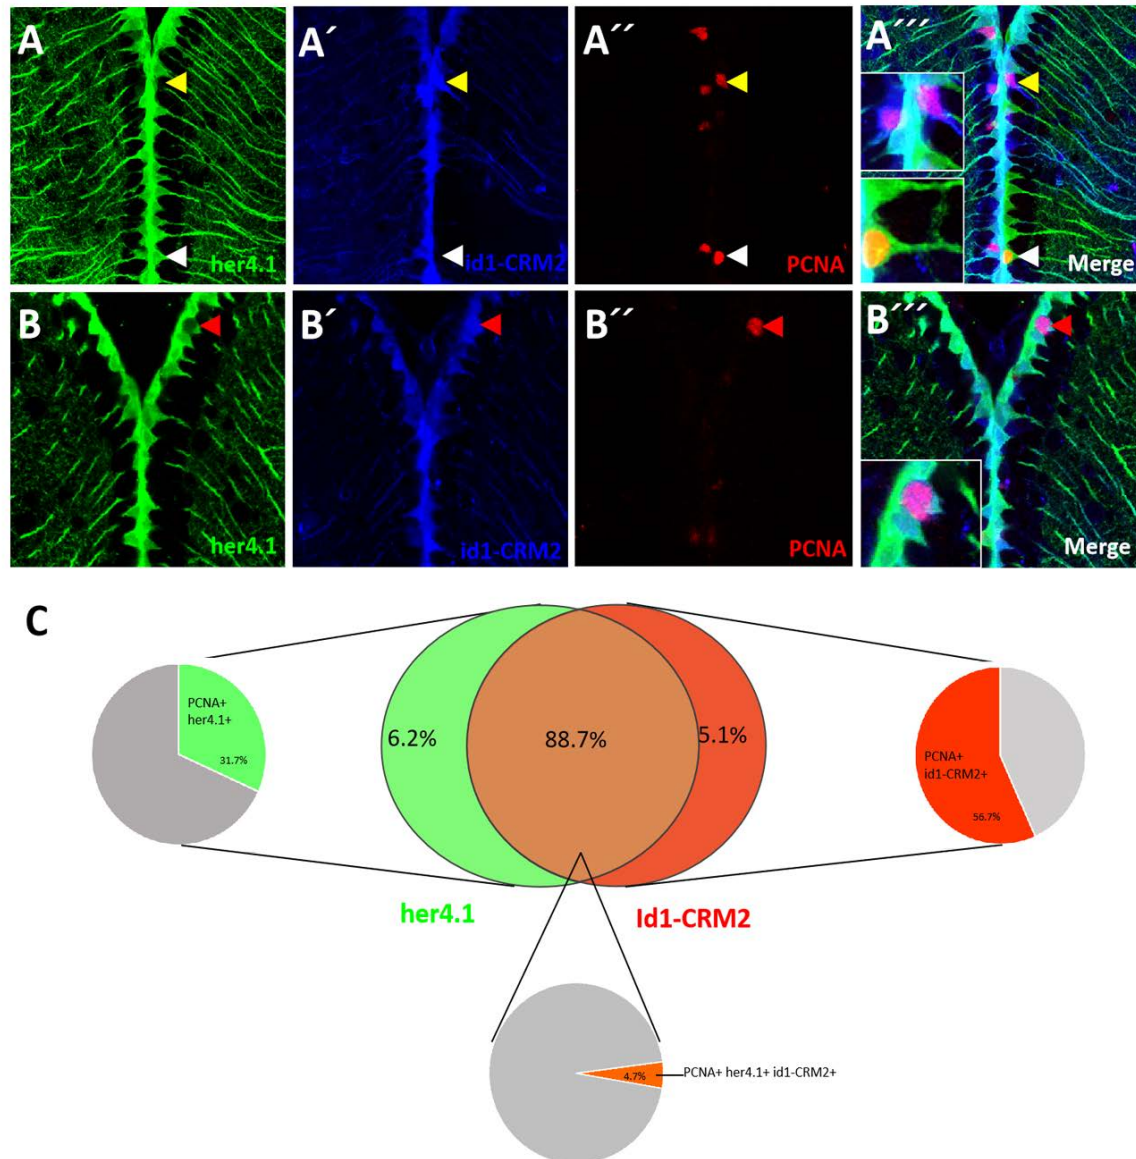 A
her4.1
A´
id1-CRM2
A´´
PCNA
A´´´
Merge
B
her4.1
B´
id1-CRM2
B´´
PCNA
B´´´
Merge
C
PCNA+
her4.1+
31.7%
6.2%
88.7%
5.1%
PCNA+
id1-CRM2+
56.7%
her4.1
Id1-CRM2
4.7%
PCNA+ her4.1+ id1-CRM2+